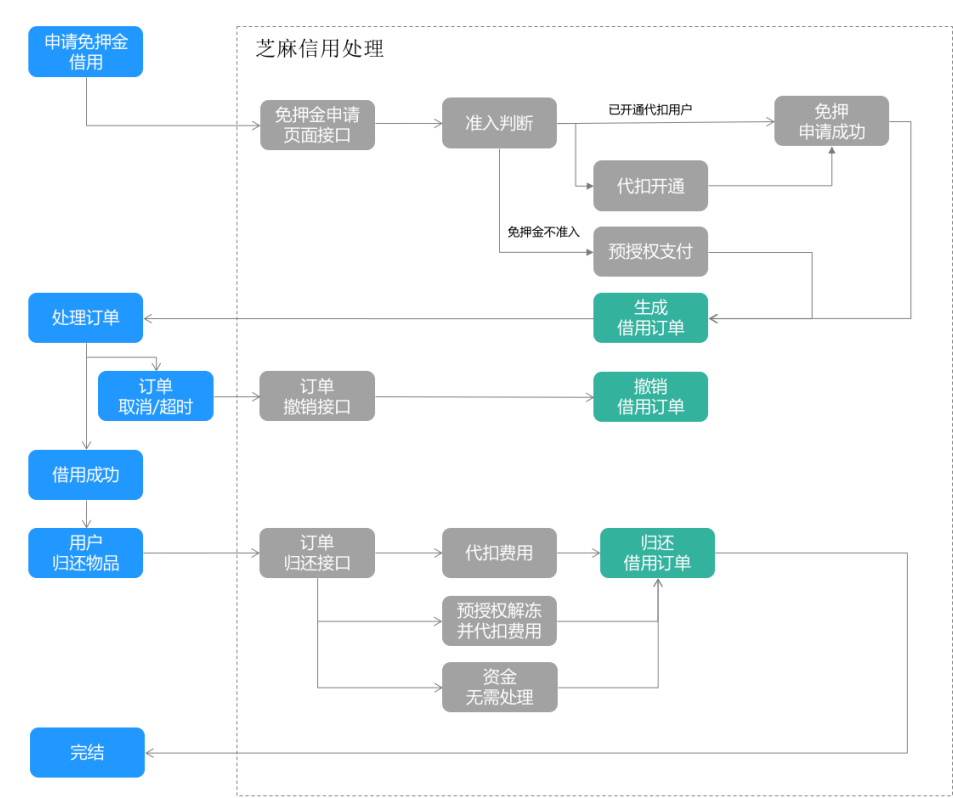 申请免押金
借用
芝麻信用处理
免押金申请
页面接口
准入判断
已开通代扣用户
免押
申请成功
代扣开通
免押金不准入
预授权支付
处理订单
生成
借用订单
订单
取消/超时
订单
撤销接口
撤销
借用订单
借用成功
用户
归还物品
订单
归还接口
代扣费用
归还
借用订单
预授权解冻
并代扣费用
资金
无需处理
完结